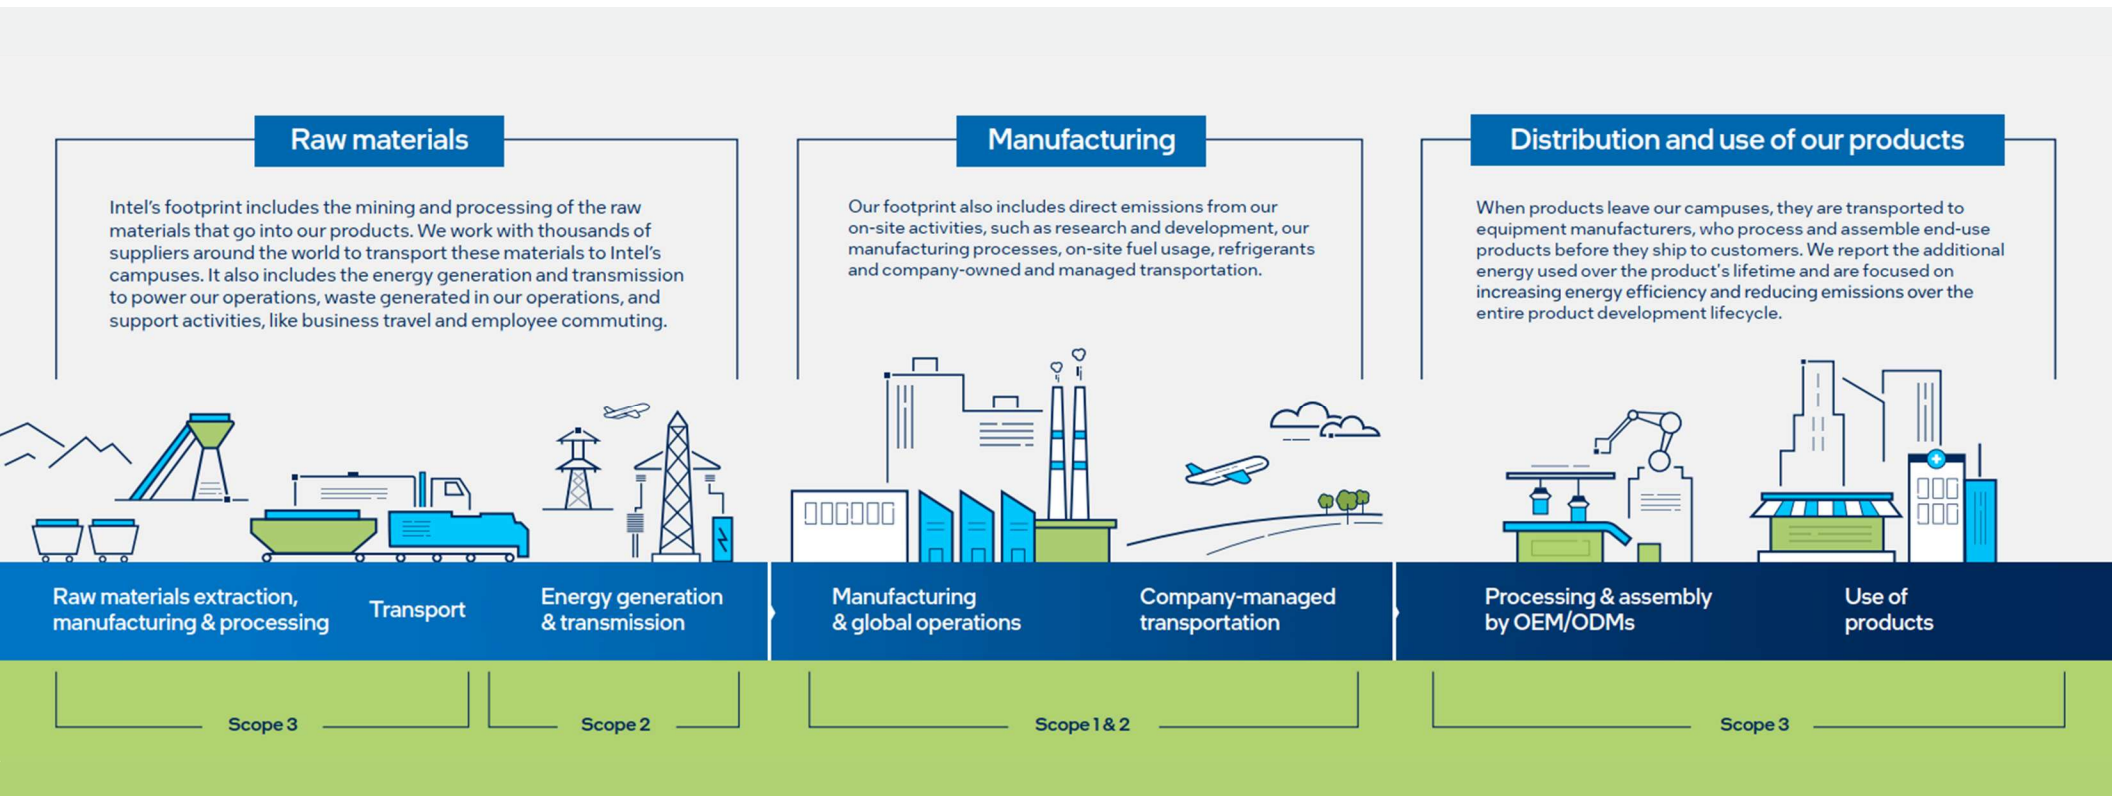 Raw materials
Intel's footprint includes the mining and processing of the raw
materials that go into our products. We work with thousands of
suppliers around the world to transport these materials to Intel's
campuses. It also includes the energy generation and transmission
to power our operations, waste generated in our operations, and
support activities, like business travel and employee commuting.
Manufacturing
Our footprint also includes direct emissions from our
on-site activities, such as research and development, our
manufacturing processes, on-site fuel usage, refrigerants
and company-owned and managed transportation.
Distribution and use of our products
When products leave our campuses, they are transported to
equipment manufacturers, who process and assemble end-use
products before they ship to customers. We report the additional
energy used over the product's lifetime and are focused on
increasing energy efficiency and reducing emissions over the
entire product development lifecycle.
Raw materials extraction,
manufacturing & processing
Transport
Energy generation
& transmission
Manufacturing
& global operations
Company-managed
transportation
Processing & assembly
by OEM/ODMs
Use of
products
Scope 3
Scope 2
Scope 1 & 2
Scope 3